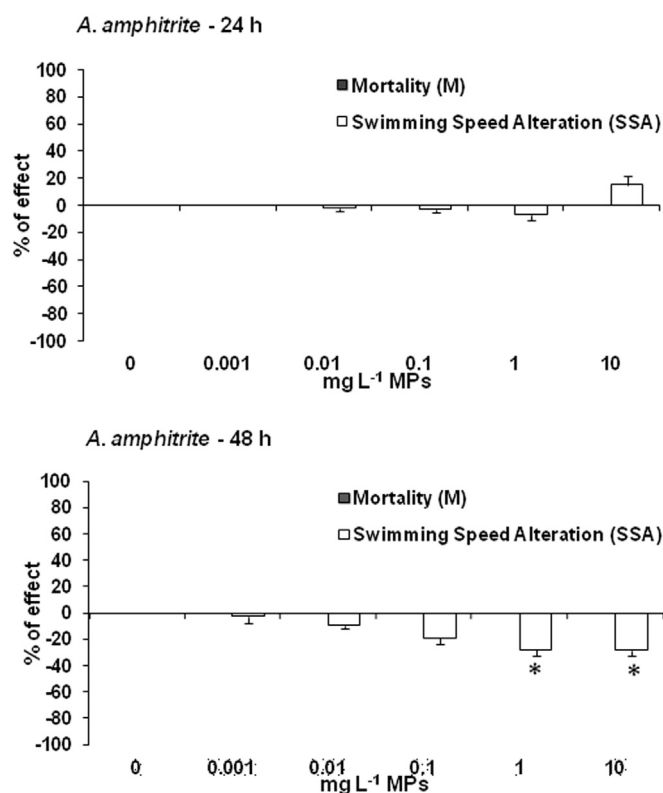 A. amphitrite - 24 h
Mortality (M)
Swimming Speed Alteration (SSA)
% of effect
100
80
60
40
20
0
-20
-40
-60
-80
-100
0 0.001 0.01 0.1 1 10
mg L-1 MPs
A. amphitrite - 48 h
Mortality (M)
Swimming Speed Alteration (SSA)
% of effect
100
80
60
40
20
0
-20
-40
-60
-80
-100
* *
0 0.001 0.01 0.1 1 10
mg L-1 MPs